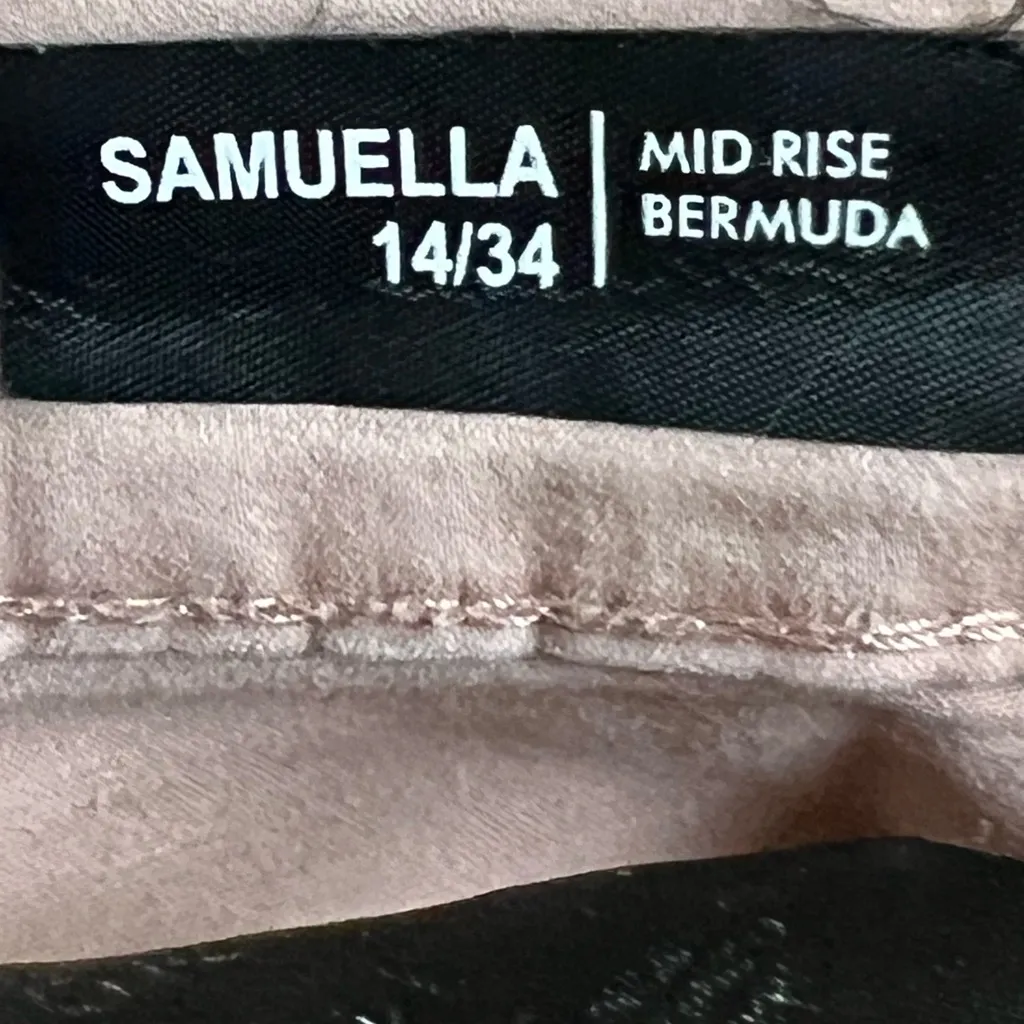 SAMUELLA
14/34
MID RISE
BERMUDA